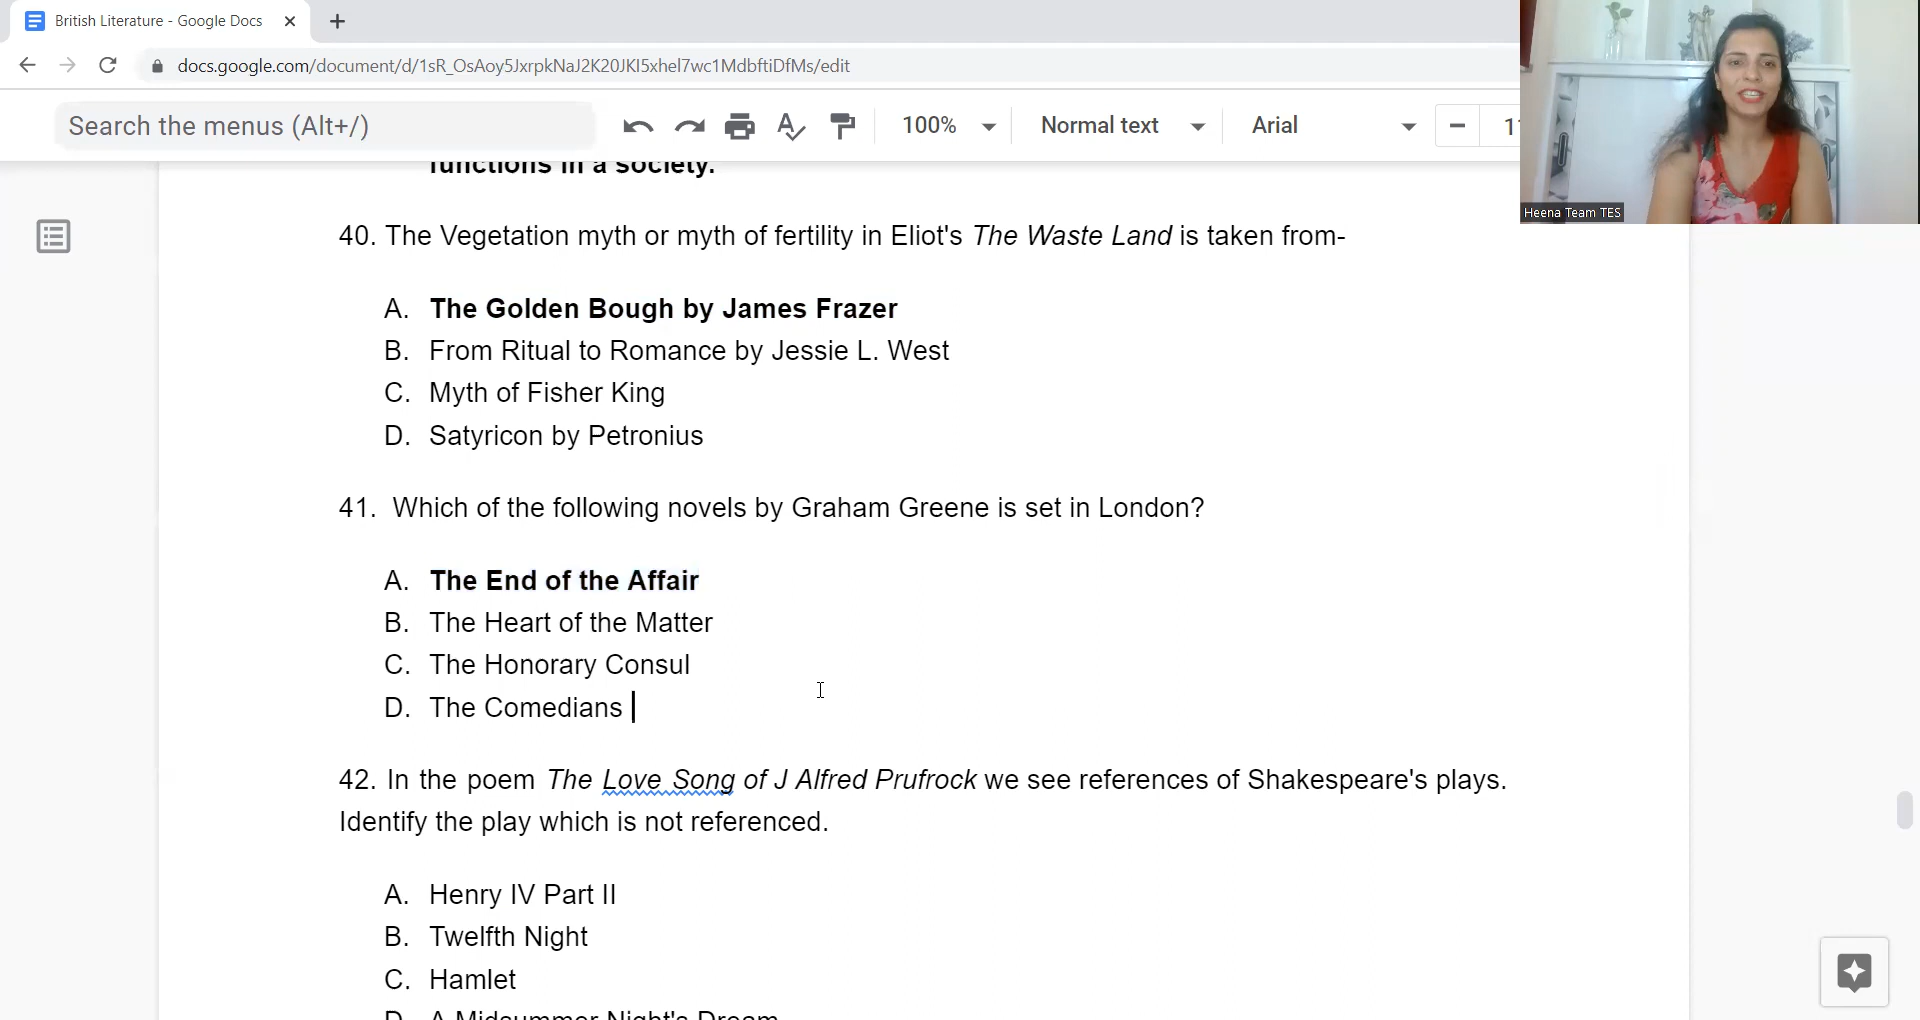 British Literature - Google Docs
docs.google.com/document/d/1sR_OsAoy5JxrpkNaJ2K20JKI5xhel7wc1MdbftiDfMs/edit
Search the menus (Alt+/) 100% Normal text Arial
Heena Team TES
functions in a society.
40. The Vegetation myth or myth of fertility in Eliot's The Waste Land is taken from-
A. The Golden Bough by James Frazer
B. From Ritual to Romance by Jessie L. West
C. Myth of Fisher King
D. Satyricon by Petronius
41. Which of the following novels by Graham Greene is set in London?
A. The End of the Affair
B. The Heart of the Matter
C. The Honorary Consul
D. The Comedians
42. In the poem The Love Song of J Alfred Prufrock we see references of Shakespeare's plays.
Identify the play which is not referenced.
A. Henry IV Part II
B. Twelfth Night
C. Hamlet
D. A Midsummer Night's Dream